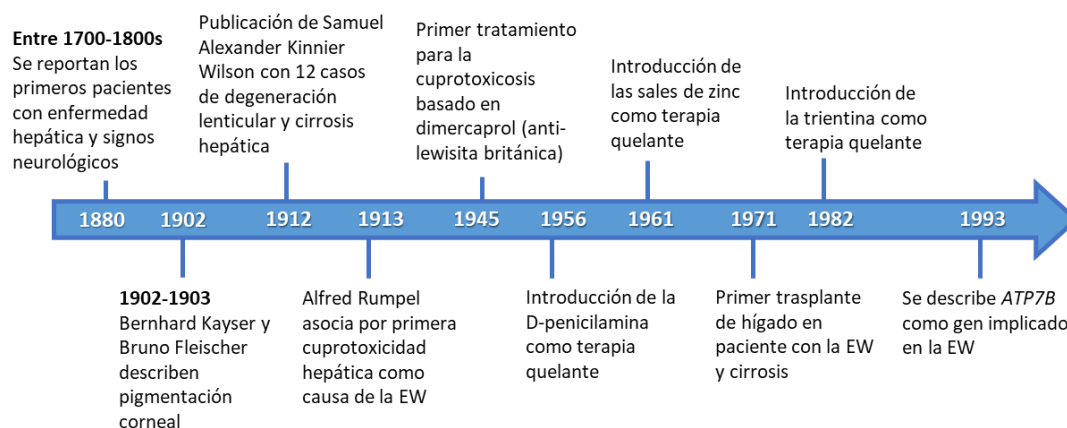 Entre 1700-1800s
Se reportan los
primeros pacientes
con enfermedad
hepática y signos
neurológicos
Publicación de Samuel
Alexander Kinnier
Wilson con 12 casos
de degeneración
lenticular y cirrosis
hepática
Primer tratamiento
para la
cuprotoxicosis
basado en
dimercaprol (anti-
lewisita británica)
Introducción de
las sales de zinc
como terapia
quelante
Introducción de
la trientina como
terapia quelante
1880 1902 1912 1913 1945 1956 1961 1971 1982 1993
1902-1903
Bernhard Kayser y
Bruno Fleischer
describen
pigmentación
corneal
Alfred Rumpel
asocia por primera
cuprotoxicidad
hepática como
causa de la EW
Introducción de la
D-penicilamina
como terapia
quelante
Primer trasplante
de hígado en
paciente con la EW
y cirrosis
Se describe ATP7B
como gen implicado
en la EW